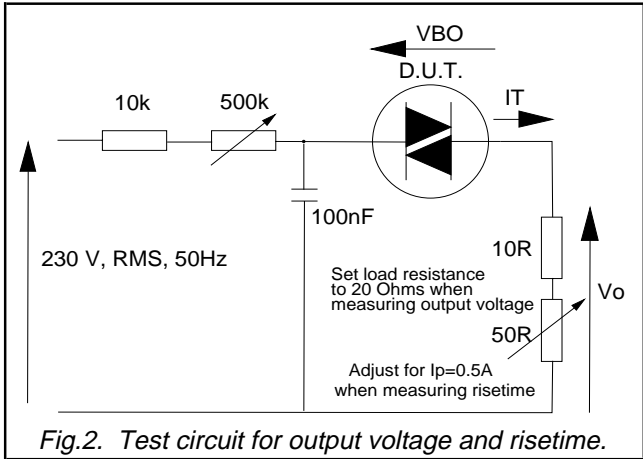 VBO
D.U.T.
10k
500k
IT
100nF
10R
230 V, RMS, 50Hz
Set load resistance
to 20 Ohms when
measuring output voltage
Vo
50R
Adjust for Ip=0.5A
when measuring risetime
Fig.2. Test circuit for output voltage and risetime.